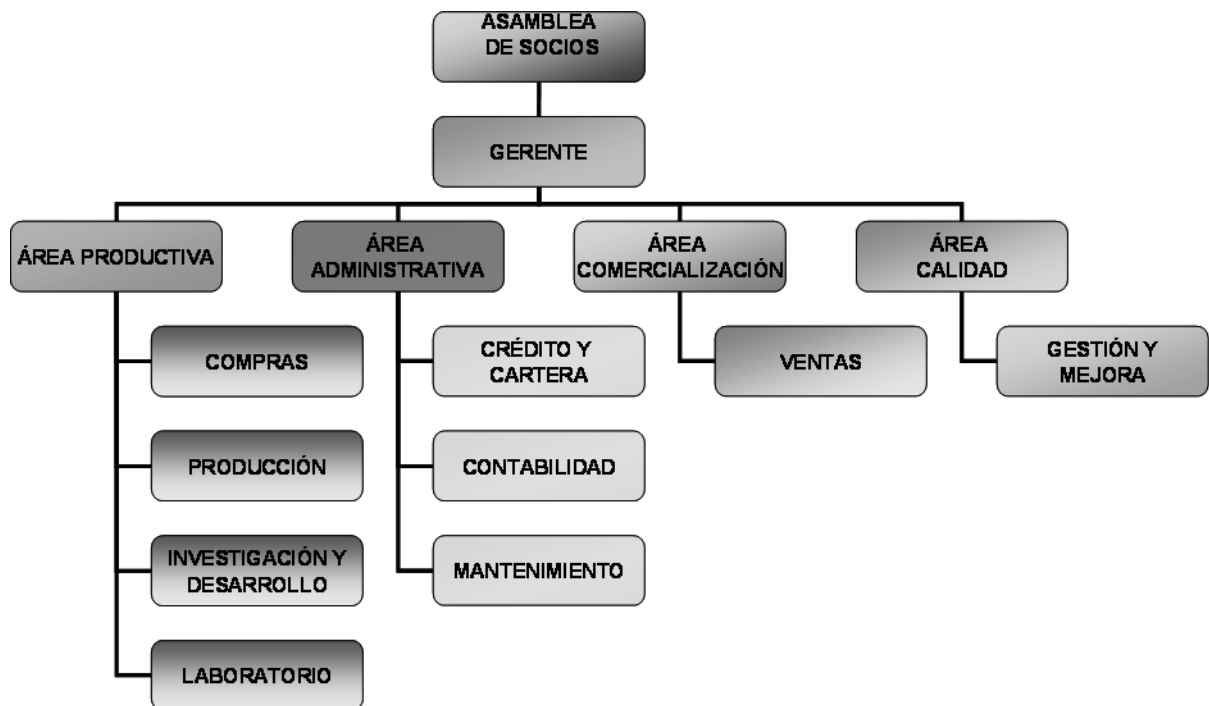 ASAMBLEA
DE SOCIOS
GERENTE
ÁREA PRODUCTIVA
ÁREA
ADMINISTRATIVA
ÁREA
COMERCIALIZACIÓN
ÁREA
CALIDAD
COMPRAS
CRÉDITO Y
CARTERA
VENTAS
GESTIÓN Y
MEJORA
PRODUCCIÓN
CONTABILIDAD
INVESTIGACIÓN Y
DESARROLLO
MANTENIMIENTO
LABORATORIO